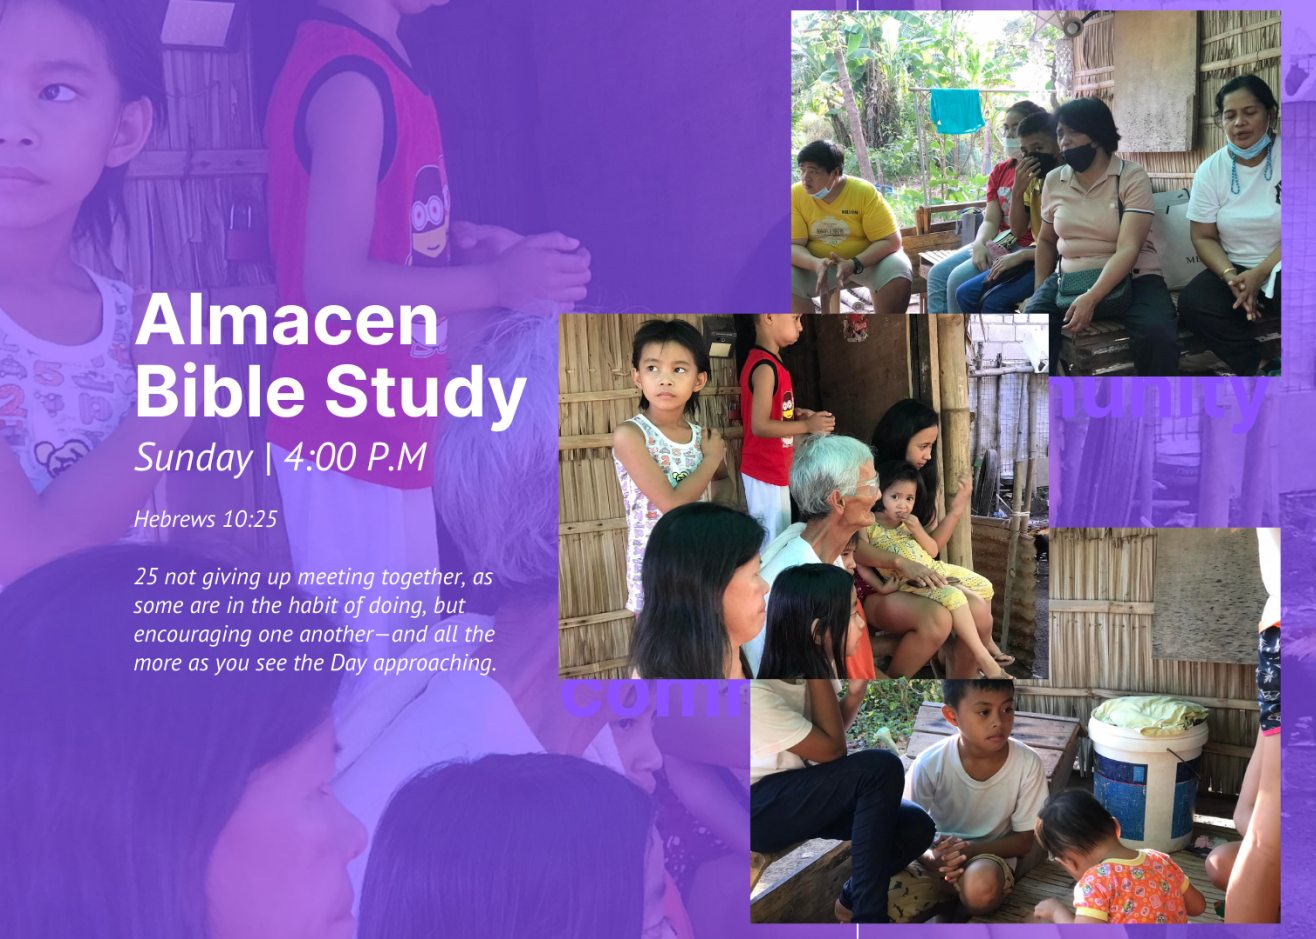 Almacen
Bible Study
Sunday | 4:00 P.M
Hebrews 10:25
25 not giving up meeting together, as
some are in the habit of doing, but
encouraging one another—and all the
more as you see the Day approaching.